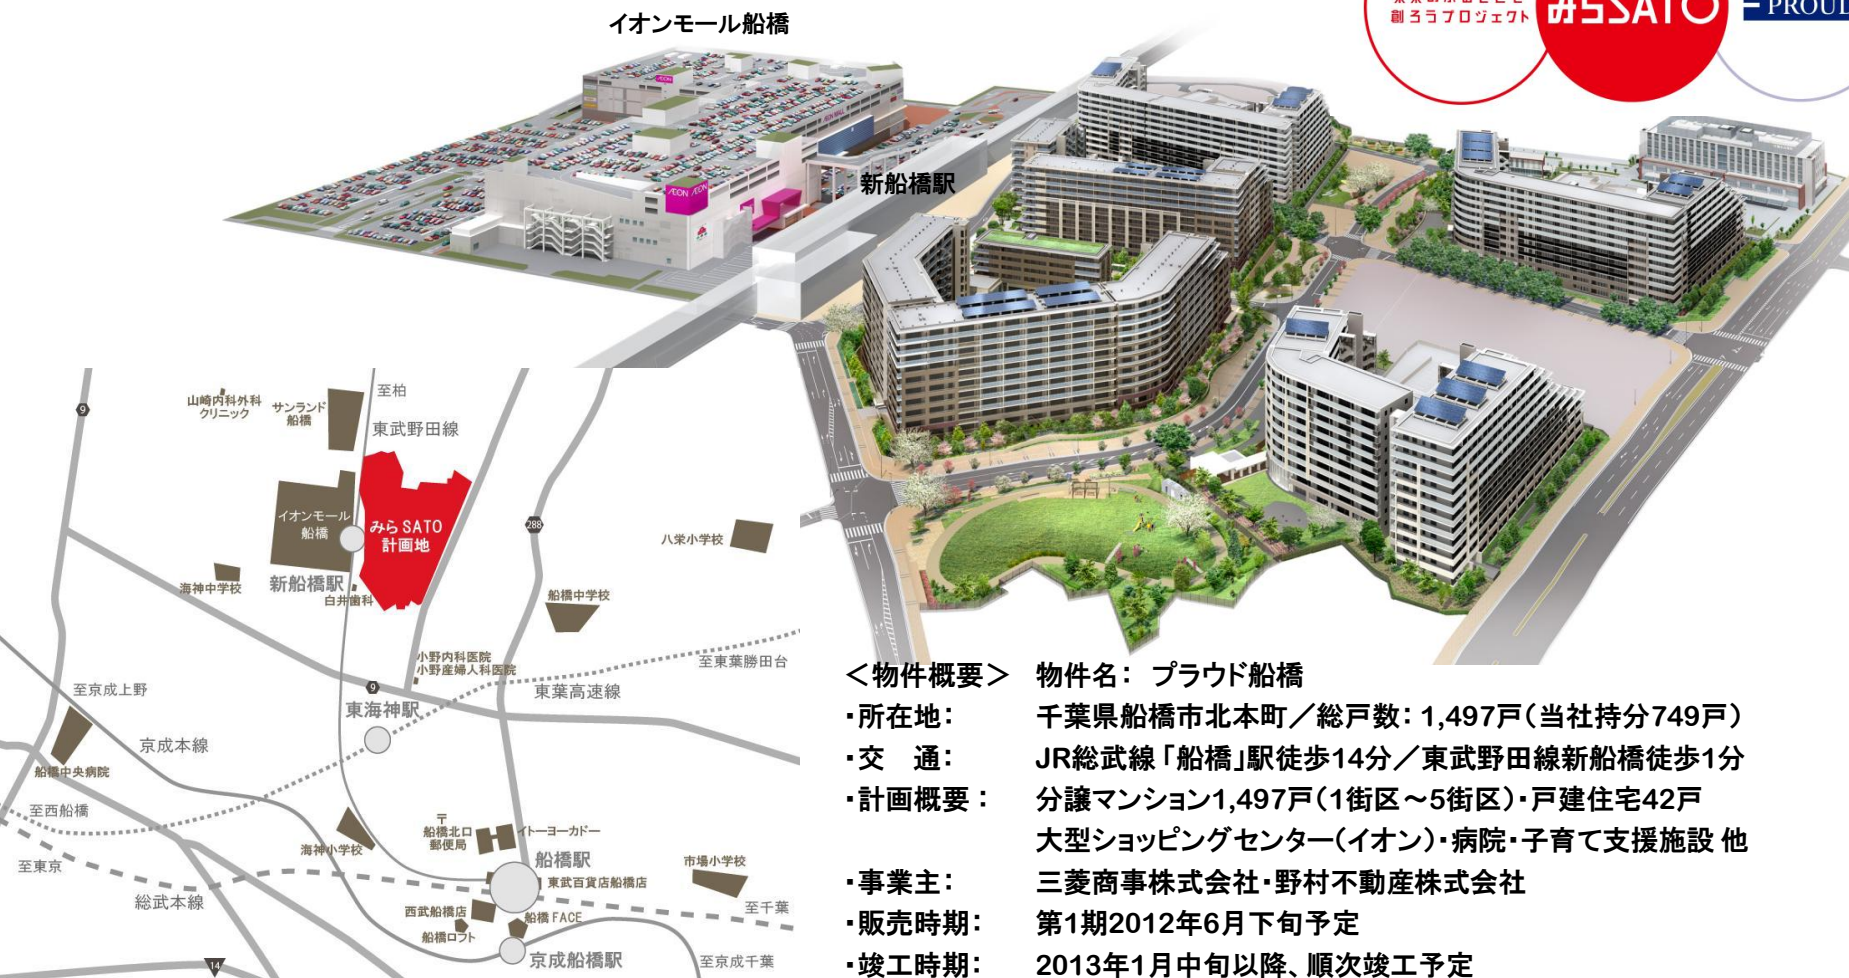 イオンモール船橋
創ろうプロジェクト
みらSATO
PROUD
AEON
AEON MALL
AEON AEON
新船橋駅
9
山崎内科外科
クリニック
サンランド
船橋
至柏
東武野田線
イオンモール
船橋
みらSATO
計画地
288
八栄小学校
海神中学校
新船橋駅
白井歯科
船橋中学校
小野内科医院
小野産婦人科医院
至東葉勝田台
至京成上野
9
東葉高速線
東海神駅
京成本線
船橋中央病院
至西船橋
〒
船橋北口
郵便局
イトーヨーカドー
海神小学校
船橋駅
市場小学校
至東京
東武百貨店船橋店
総武本線
西武船橋店
船橋FACE
至千葉
船橋ロフト
京成船橋駅
至京成千葉
14
＜物件概要＞ 物件名： プラウド船橋
・所在地： 千葉県船橋市北本町／総戸数：1,497戸（当社持分749戸）
・交　通： JR総武線「船橋」駅徒歩14分／東武野田線新船橋徒歩1分
・計画概要： 分譲マンション1,497戸（1街区～5街区）・戸建住宅42戸
大型ショッピングセンター（イオン）・病院・子育て支援施設 他
・事業主： 三菱商事株式会社・野村不動産株式会社
・販売時期： 第1期2012年6月下旬予定
・竣工時期： 2013年1月中旬以降、順次竣工予定